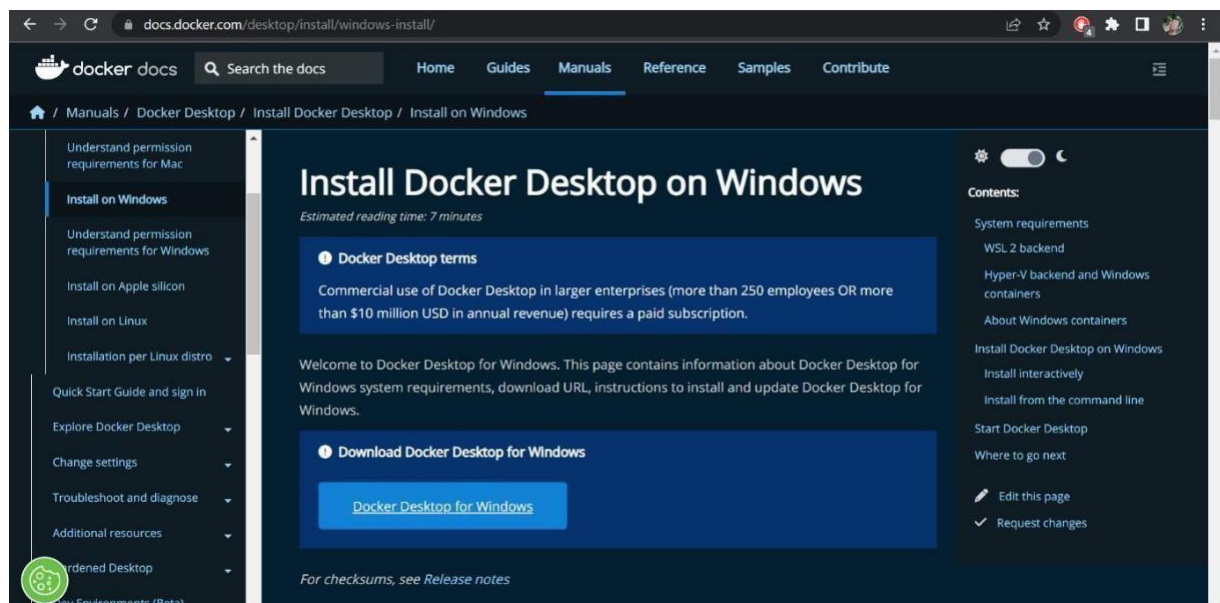 docs.docker.com/desktop/install/windows-install/
4
docker docs
Search the docs
Home Guides Manuals Reference Samples Contribute
/ Manuals / Docker Desktop / Install Docker Desktop / Install on Windows
Understand permission
requirements for Mac
Install on Windows
Understand permission
requirements for Windows
Install on Apple silicon
Install on Linux
Installation per Linux distro
Quick Start Guide and sign in
Explore Docker Desktop
Change settings
Troubleshoot and diagnose
Additional resources
Desktop
Install Docker Desktop on Windows
Estimated reading time: 7 minutes
Docker Desktop terms
Commercial use of Docker Desktop in larger enterprises (more than 250 employees OR more
than $10 million USD in annual revenue) requires a paid subscription.
Welcome to Docker Desktop for Windows. This page contains information about Docker Desktop for
Windows system requirements, download URL, instructions to install and update Docker Desktop for
Windows.
Download Docker Desktop for Windows
Docker Desktop for Windows
For checksums, see Release notes
Contents:
System requirements
WSL 2 backend
Hyper-V backend and Windows
containers
About Windows containers
Install Docker Desktop on Windows
Install interactively
Install from the command line
Start Docker Desktop
Where to go next
Edit this page
Request changes